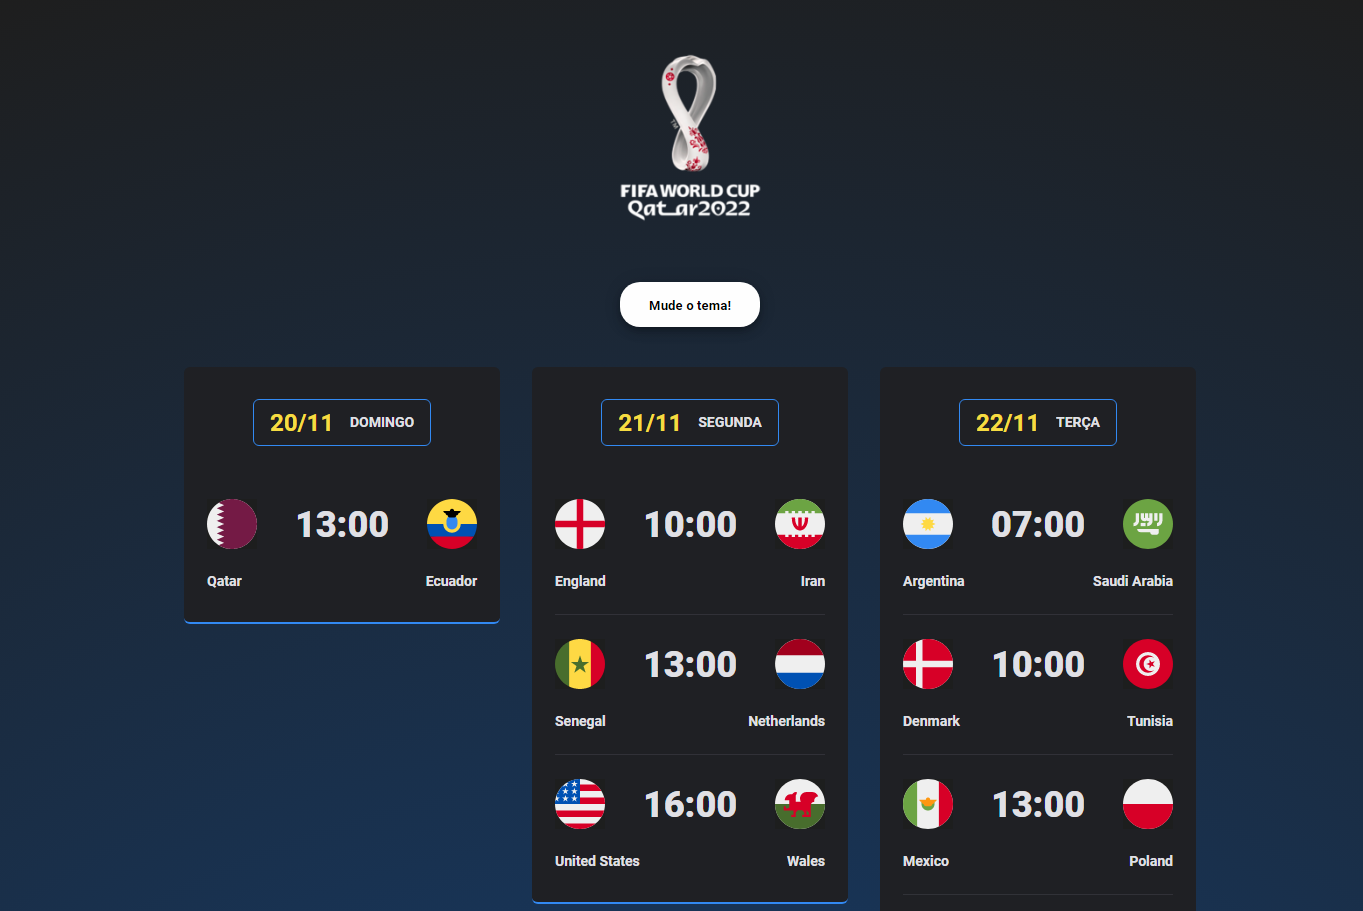 FIFA WORLD CUP
Qatar2022
Mude o tema!
20/11 DOMINGO
13:00
Qatar Ecuador
21/11 SEGUNDA
10:00
England Iran
13:00
Senegal Netherlands
16:00
United States Wales
22/11 TERÇA
07:00
Argentina Saudi Arabia
10:00
Denmark Tunisia
13:00
Mexico Poland